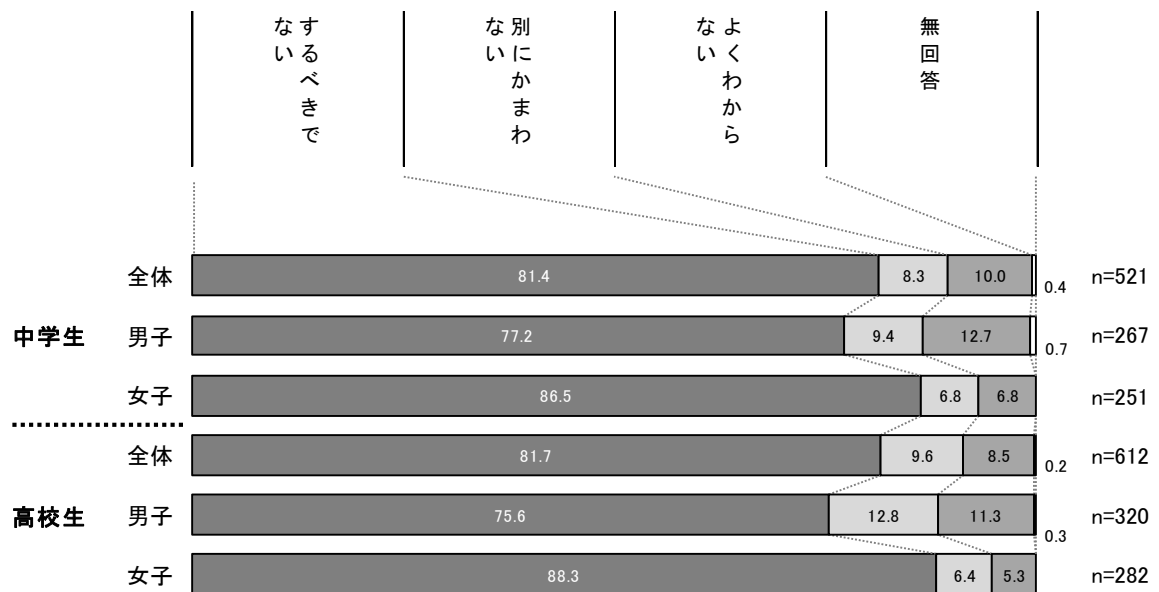 するべきで
ない
別にかまわ
ない
よくわから
ない
無回答
全体 81.4 8.3 10.0 0.4 n=521
中学生 男子 77.2 9.4 12.7 0.7 n=267
女子 86.5 6.8 6.8 n=251
全体 81.7 9.6 8.5 0.2 n=612
高校生 男子 75.6 12.8 11.3 0.3 n=320
女子 88.3 6.4 5.3 n=282